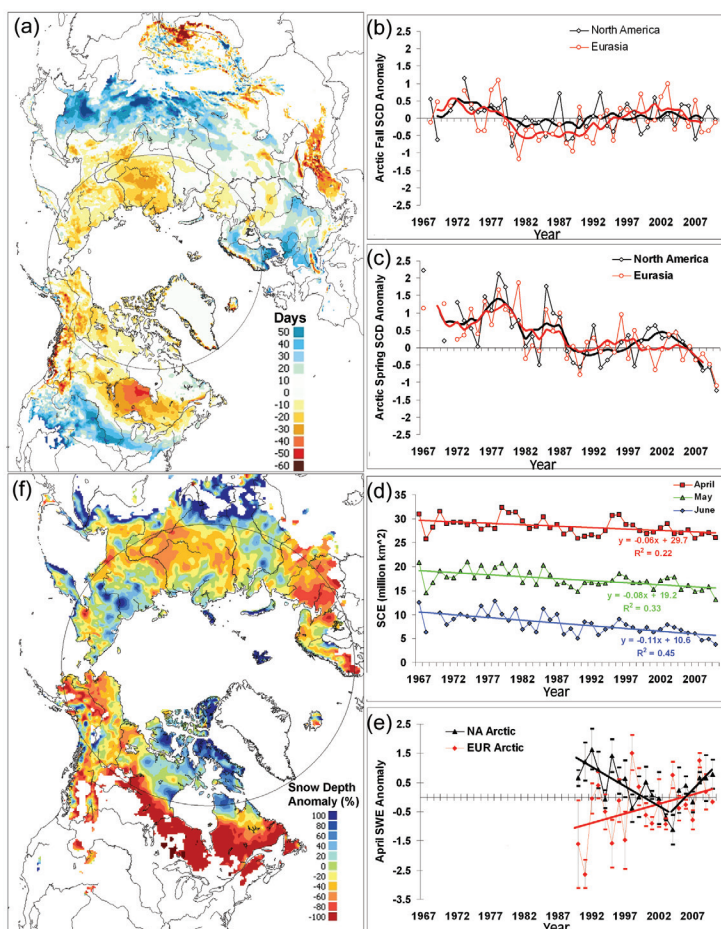 (a)
Days
50
40
30
20
10
0
-10
-20
-30
-40
-50
-60
(b)
North America
Eurasia
Arctic Fall SCD Anomaly
2.5
2
1.5
1
0.5
0
-0.5
-1
-1.5
-2
-2.5
1967 1972 1977 1982 1987 1992 1997 2002 2007
Year
(c)
North America
Eurasia
Arctic Spring SCD Anomaly
2.5
2
1.5
1
0.5
0
-0.5
-1
-1.5
-2
-2.5
1967 1972 1977 1982 1987 1992 1997 2002 2007
Year
(f)
Snow Depth
Anomaly (%)
100
80
60
40
20
0
-20
-40
-60
-80
-100
(d)
April
May
June
SCE (million km^2)
35
30
25
20
15
10
5
0
y = -0.06x + 29.7
R² = 0.22
y = -0.08x + 19.2
R² = 0.33
y = -0.11x + 10.6
R² = 0.45
1967 1972 1977 1982 1987 1992 1997 2002 2007
Year
(e)
NA Arctic
EUR Arctic
April SWE Anomaly
2.5
1.5
0.5
-0.5
-1.5
-2.5
-3.5
1967 1972 1977 1982 1987 1992 1997 2002 2007
Year